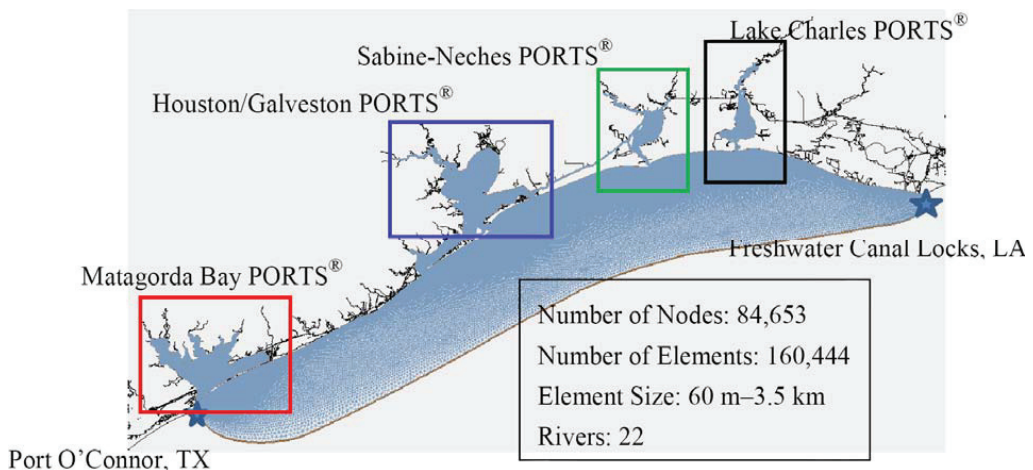 Lake Charles PORTS®
Sabine-Neches PORTS®
Houston/Galveston PORTS®
Freshwater Canal Locks, LA
Matagorda Bay PORTS®
Number of Nodes: 84,653
Number of Elements: 160,444
Element Size: 60 m–3.5 km
Rivers: 22
Port O’Connor, TX